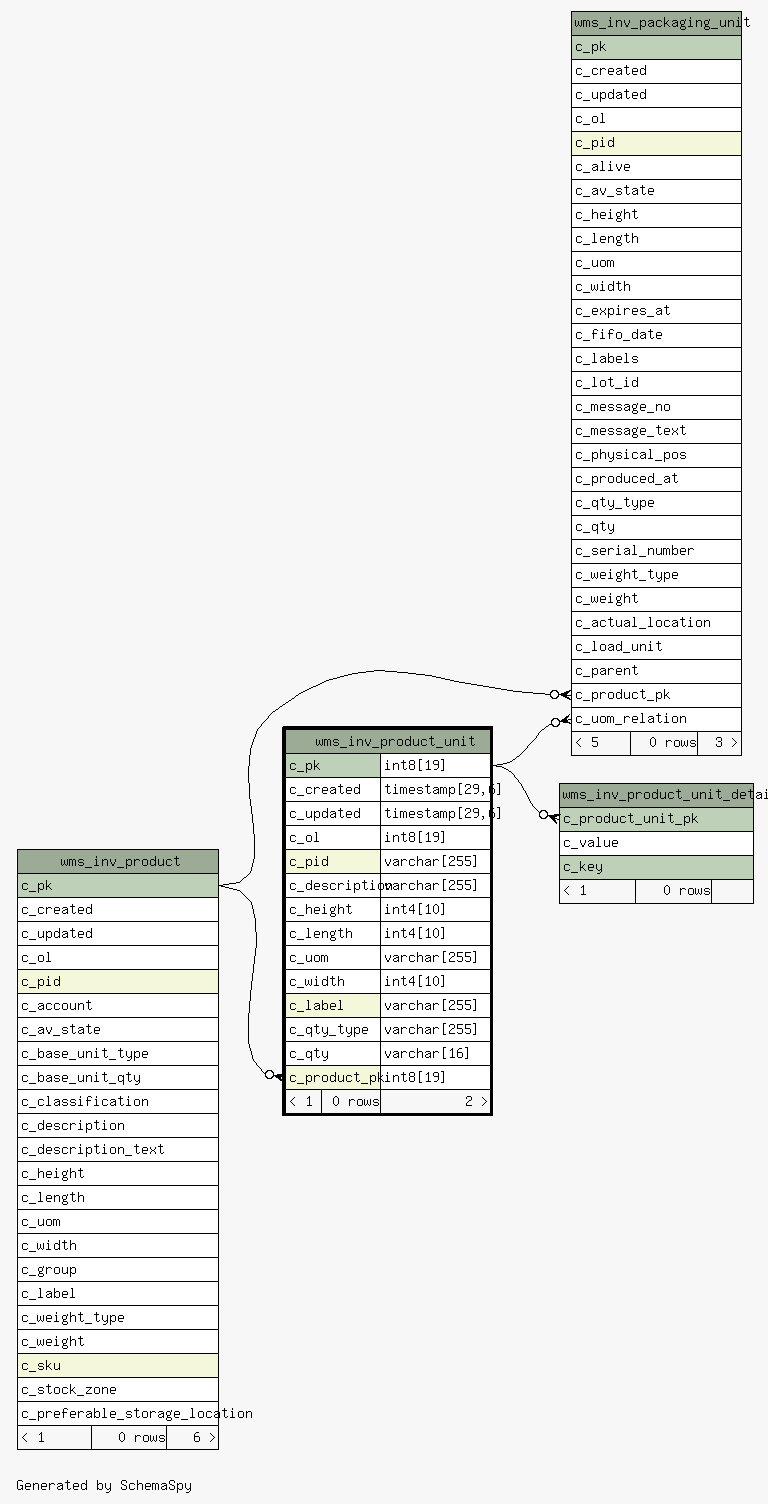 wms_inv_packaging_unit
c_pk
c_created
c_updated
c_ol
c_pid
c_alive
c_av_state
c_height
c_length
c_uom
c_width
c_expires_at
c_fifo_date
c_labels
c_lot_id
c_message_no
c_message_text
c_physical_pos
c_produced_at
c_qty_type
c_qty
c_serial_number
c_weight_type
c_weight
c_actual_location
c_load_unit
c_parent
c_product_pk
c_uom_relation
< 5 0 rows 3 >
wms_inv_product_unit
c_pk int8[19]
c_created timestamp[29,6]
c_updated timestamp[29,6]
c_ol int8[19]
c_pid varchar[255]
c_description varchar[255]
c_height int4[10]
c_length int4[10]
c_uom varchar[255]
c_width int4[10]
c_label varchar[255]
c_qty_type varchar[255]
c_qty varchar[16]
c_product_pk int8[19]
< 1 0 rows 2 >
wms_inv_product_unit_detai
c_product_unit_pk
c_value
c_key
< 1 0 rows
wms_inv_product
c_pk
c_created
c_updated
c_ol
c_pid
c_account
c_av_state
c_base_unit_type
c_base_unit_qty
c_classification
c_description
c_description_text
c_height
c_length
c_uom
c_width
c_group
c_label
c_weight_type
c_weight
c_sku
c_stock_zone
c_preferable_storage_location
< 1 0 rows 6 >
Generated by SchemaSpy